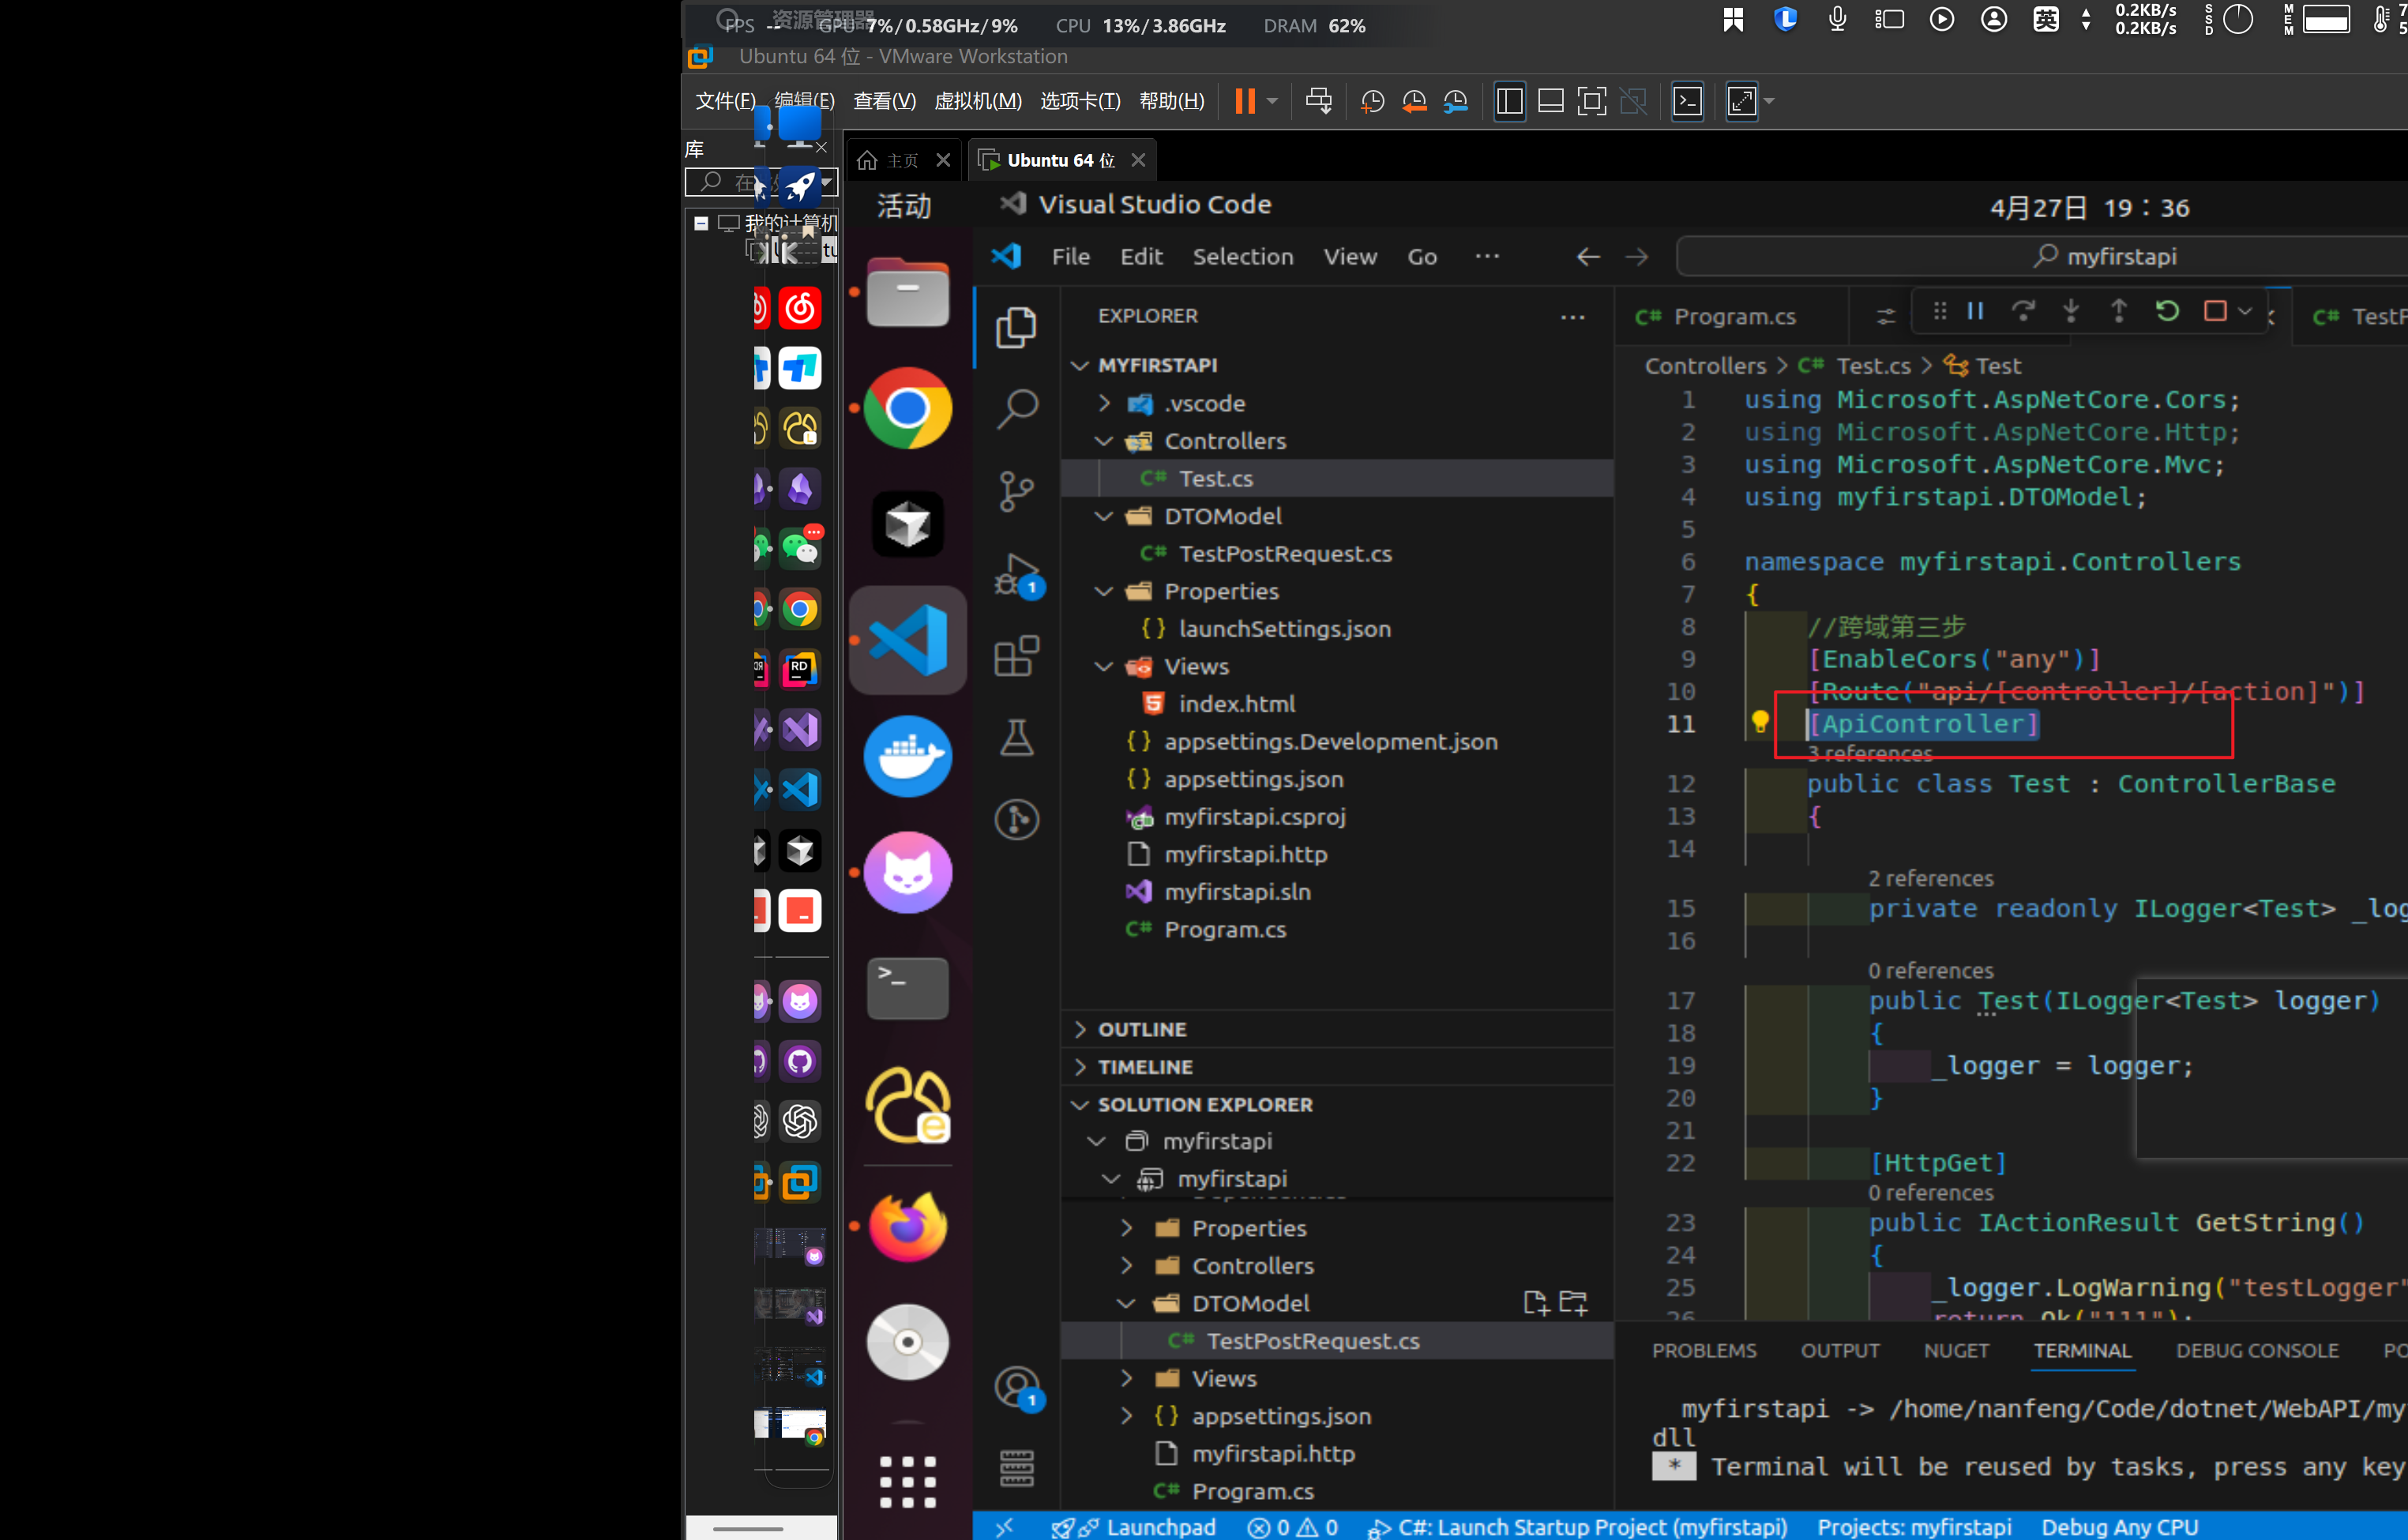 FPS -- GPU 7%/0.58GHz/9% CPU 13%/3.86GHz DRAM 62%
资源管理器
英
0.2KB/s
0.2KB/s
SSD
MEM
Ubuntu 64 位 - VMware Workstation
文件(F) 编辑(E) 查看(V) 虚拟机(M) 选项卡(T) 帮助(H)
库
主页
Ubuntu 64 位
我的计算机
活动
Visual Studio Code
4月27日 19：36
File Edit Selection View Go ···
myfirstapi
EXPLORER
MYFIRSTAPI
.vscode
Controllers
C# Test.cs
DTOModel
C# TestPostRequest.cs
Properties
{} launchSettings.json
Views
index.html
{} appsettings.Development.json
{} appsettings.json
myfirstapi.csproj
myfirstapi.http
myfirstapi.sln
C# Program.cs
OUTLINE
TIMELINE
SOLUTION EXPLORER
myfirstapi
myfirstapi
Properties
Controllers
DTOModel
C# TestPostRequest.cs
Views
{} appsettings.json
myfirstapi.http
C# Program.cs
C# Program.cs
Controllers > C# Test.cs > Test
1 using Microsoft.AspNetCore.Cors;
2 using Microsoft.AspNetCore.Http;
3 using Microsoft.AspNetCore.Mvc;
4 using myfirstapi.DTOModel;
5
6 namespace myfirstapi.Controllers
7 {
8 //跨域第三步
9 [EnableCors("any")]
10 [Route("api/[controller]/[action]")]
11 [ApiController]
3 references
12 public class Test : ControllerBase
13 {
14
2 references
15 private readonly ILogger<Test>
16
0 references
17 public Test(ILogger<Test> logger)
18 {
19 _logger = logger;
20 }
21
22 [HttpGet]
0 references
23 public IActionResult GetString()
24 {
25 _logger.LogWarning("testLogger"
26 return Ok("111");
PROBLEMS OUTPUT NUGET TERMINAL DEBUG CONSOLE
myfirstapi -> /home/nanfeng/Code/dotnet/WebAPI/my
dll
* Terminal will be reused by tasks, press any key
Launchpad 0 0 C#: Launch Startup Project (myfirstapi) Projects: myfirstapi Debug Any CPU